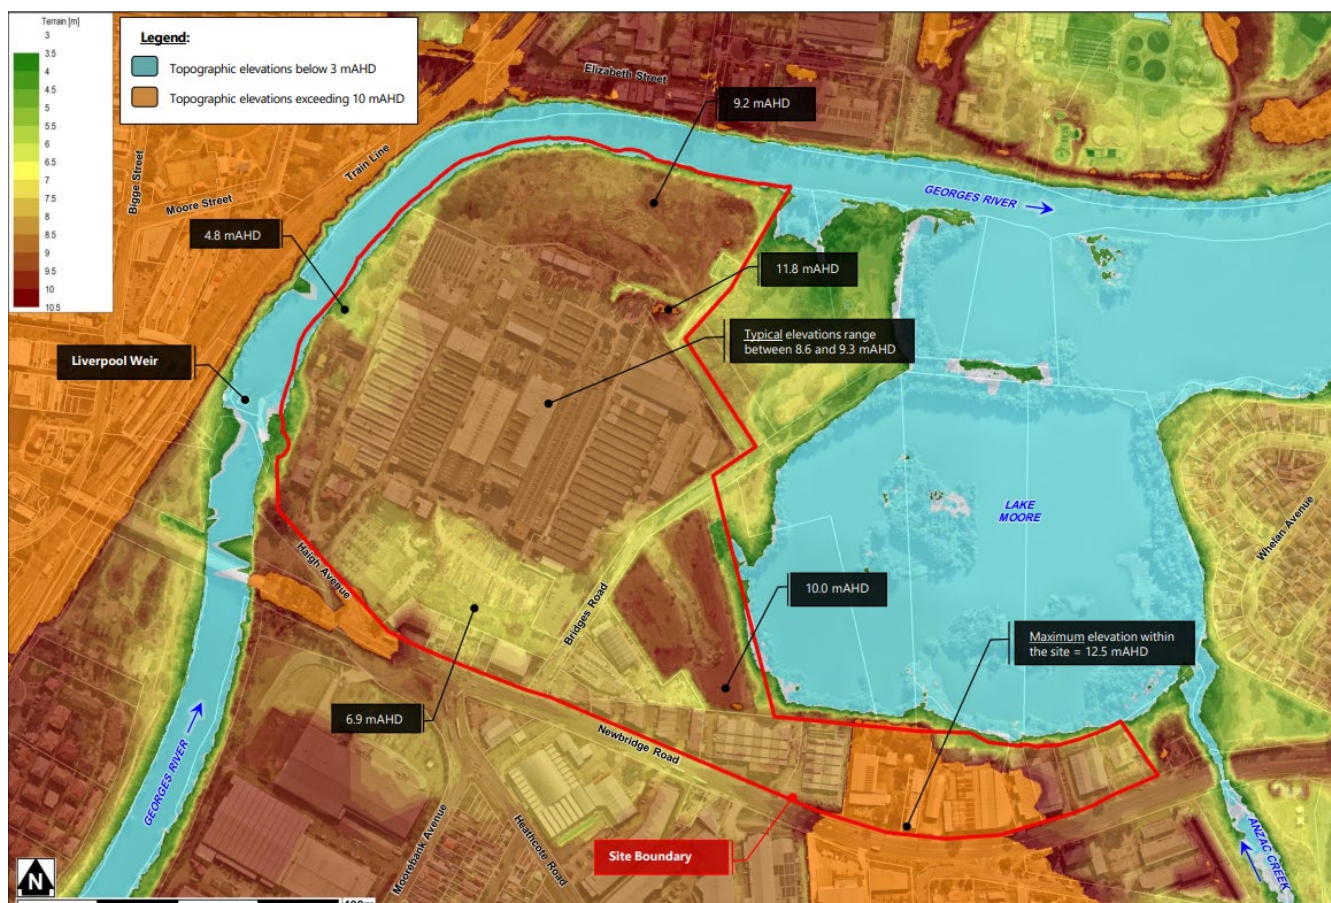 Terrain [m]
3
3.5
4
4.5
5
5.5
6
6.5
7
7.5
8
8.5
9
9.5
10
10.5
Legend:
Topographic elevations below 3 mAHD
Topographic elevations exceeding 10 mAHD
Elizabeth Street
9.2 mAHD
Bigge Street
Train Line
Moore Street
GEORGES RIVER
4.8 mAHD
11.8 mAHD
Typical elevations range
between 8.6 and 9.3 mAHD
Liverpool Weir
LAKE
MOORE
Whelan Avenue
Haigh Avenue
Bridges Road
10.0 mAHD
Maximum elevation within
the site = 12.5 mAHD
6.9 mAHD
GEORGES RIVER
Newbridge Road
Moorebank Avenue
Heathcote Road
Site Boundary
ANZAC CREEK
N